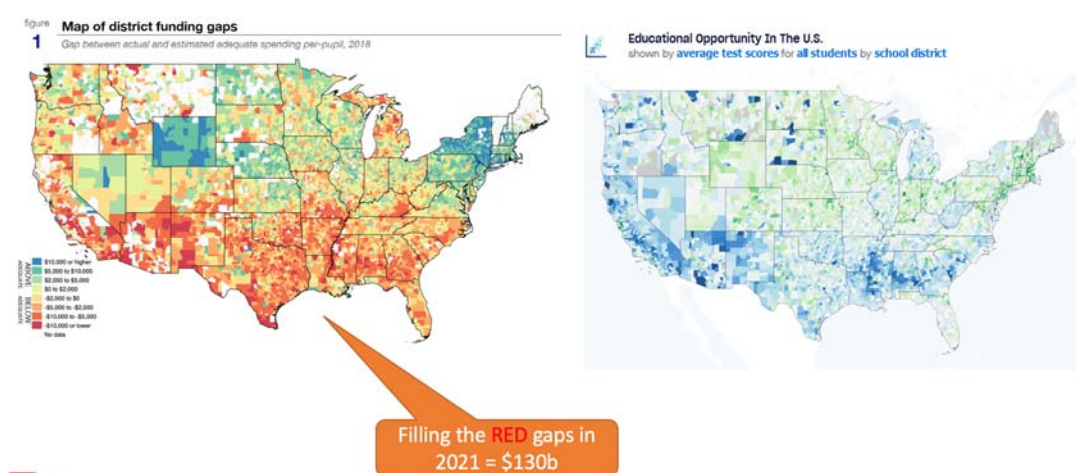 figure
1
Map of district funding gaps
Gap between actual and estimated adequate spending per-pupil, 2018
ABOVE ADEQUATE
BELOW ADEQUATE
$10,000 or higher
$5,000 to $10,000
$2,000 to $5,000
$0 to $2,000
-$2,000 to $0
-$5,000 to -$2,000
-$10,000 to -$5,000
-$10,000 or lower
No data
Educational Opportunity In The U.S.
shown by average test scores for all students by school district
Filling the RED gaps in
2021 = $130b